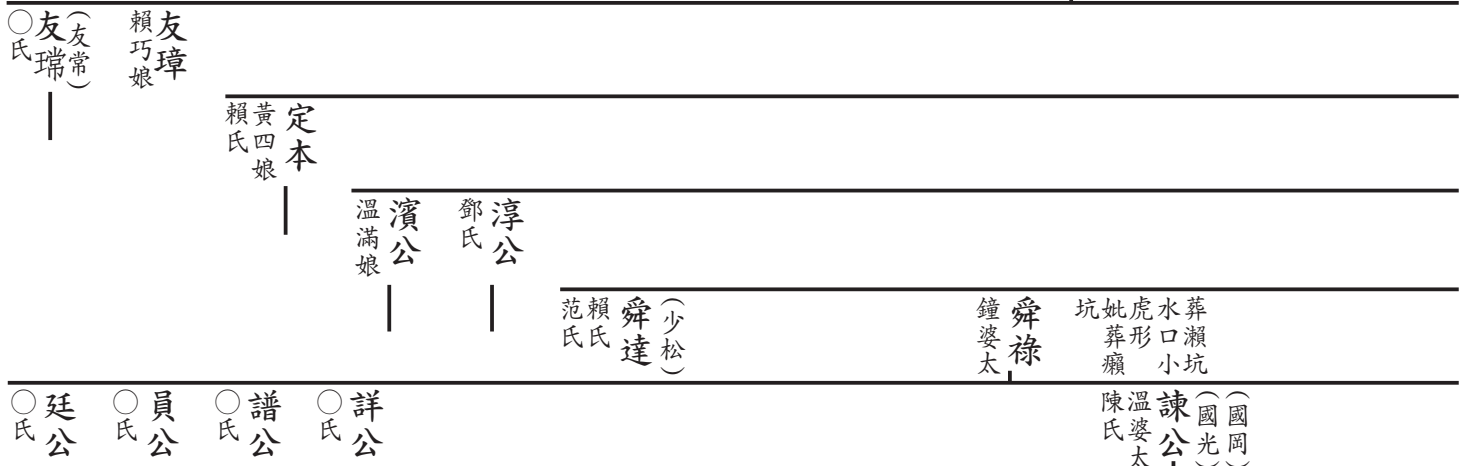 友璋
賴巧娘
(友常)
友瑺
○氏
定本
黃四娘
賴氏
淳公
鄧氏
濱公
溫滿娘
葬瀨坑
水口小
虎形
妣葬癩
坑
舜祿
鐘婆太
(少松)
舜達
賴氏
范氏
(國岡)
(國光)
諫公
溫婆太
陳氏
詳公
○氏
譜公
○氏
員公
○氏
廷公
○氏